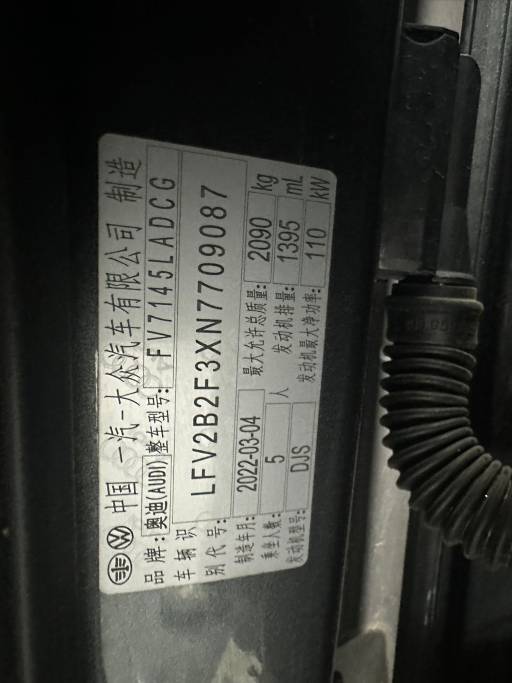 中国 一汽-大众汽车有限公司 制造
品牌: 奥迪(AUDI) 整车型号: FV7145LADCG
车辆识别代号: LFV2B2F3XN7709087
制造年月: 2022-03-04 最大允许总质量: 2090 kg
乘坐人数: 5 人 发动机排量: 1395 mL
发动机型号: DJS 发动机最大净功率: 110 kW